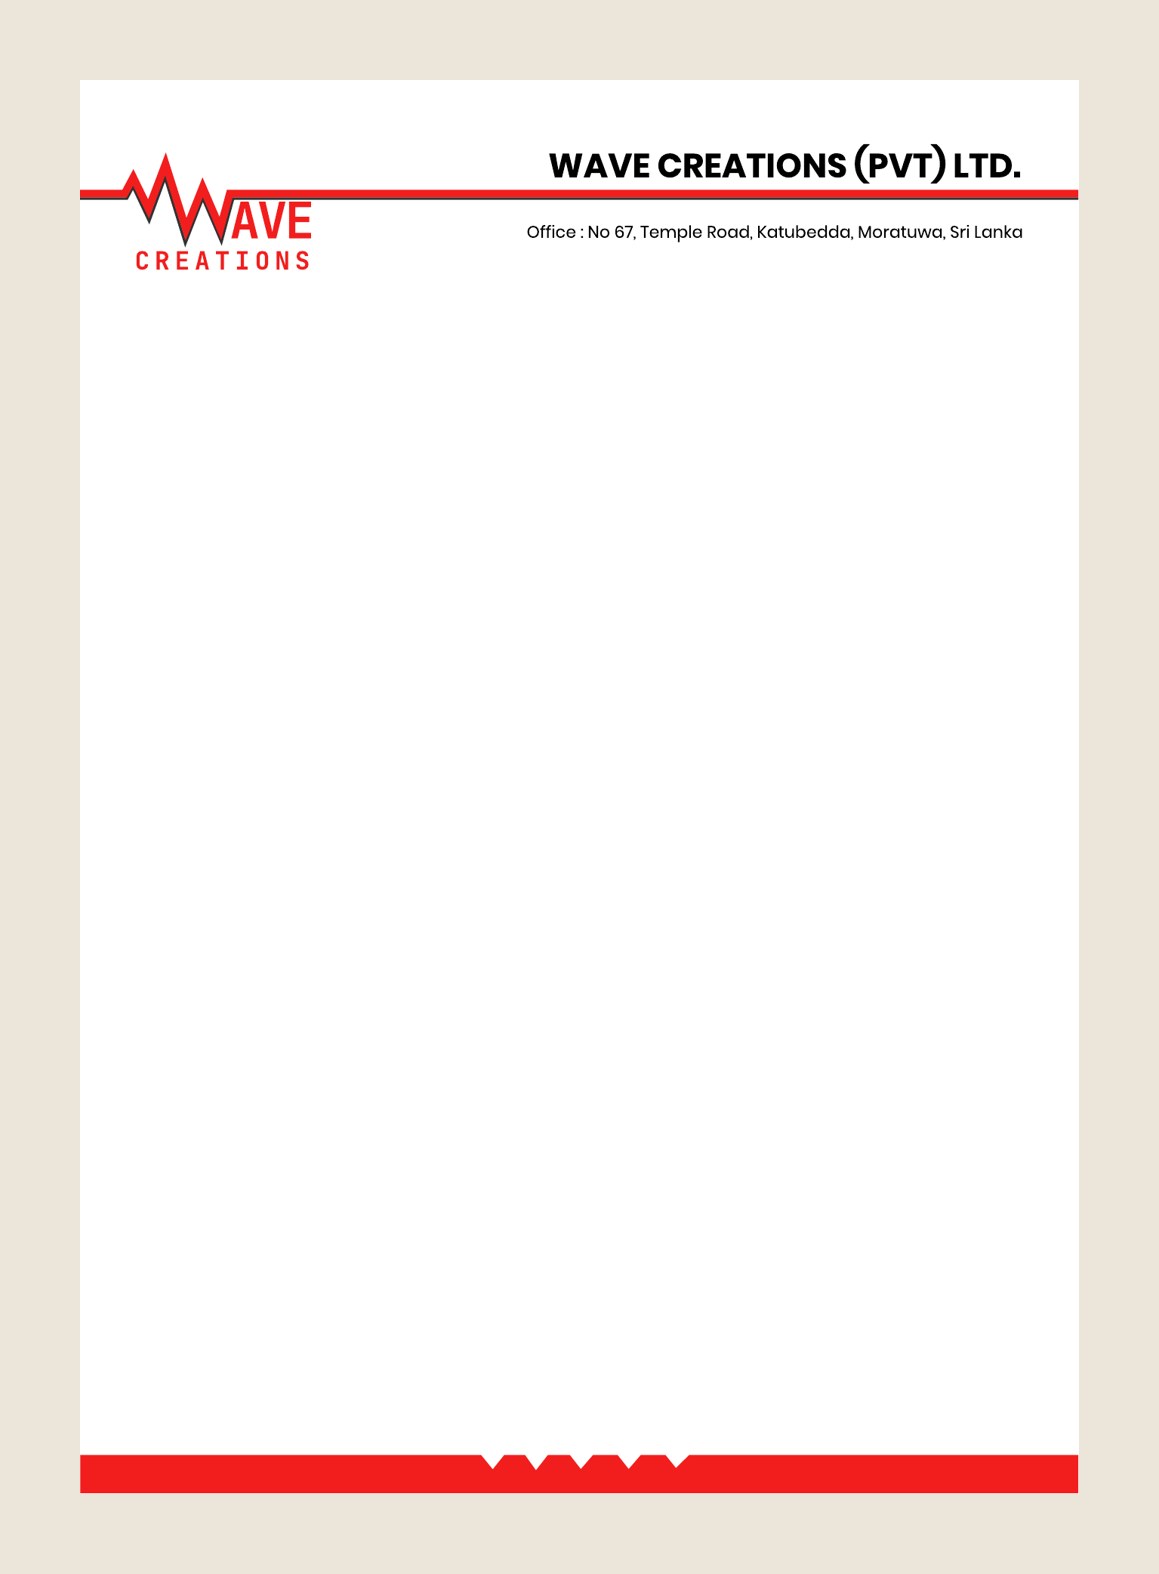 WAVE CREATIONS (PVT) LTD.
WAVE
CREATIONS
Office : No 67, Temple Road, Katubedda, Moratuwa, Sri Lanka